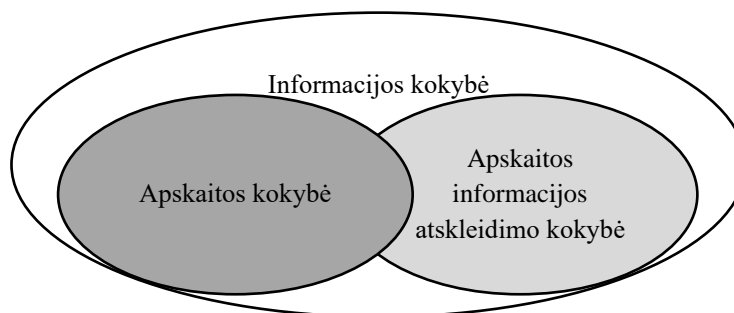 Informacijos kokybė
Apskaitos kokybė
Apskaitos
informacijos
atskleidimo kokybė